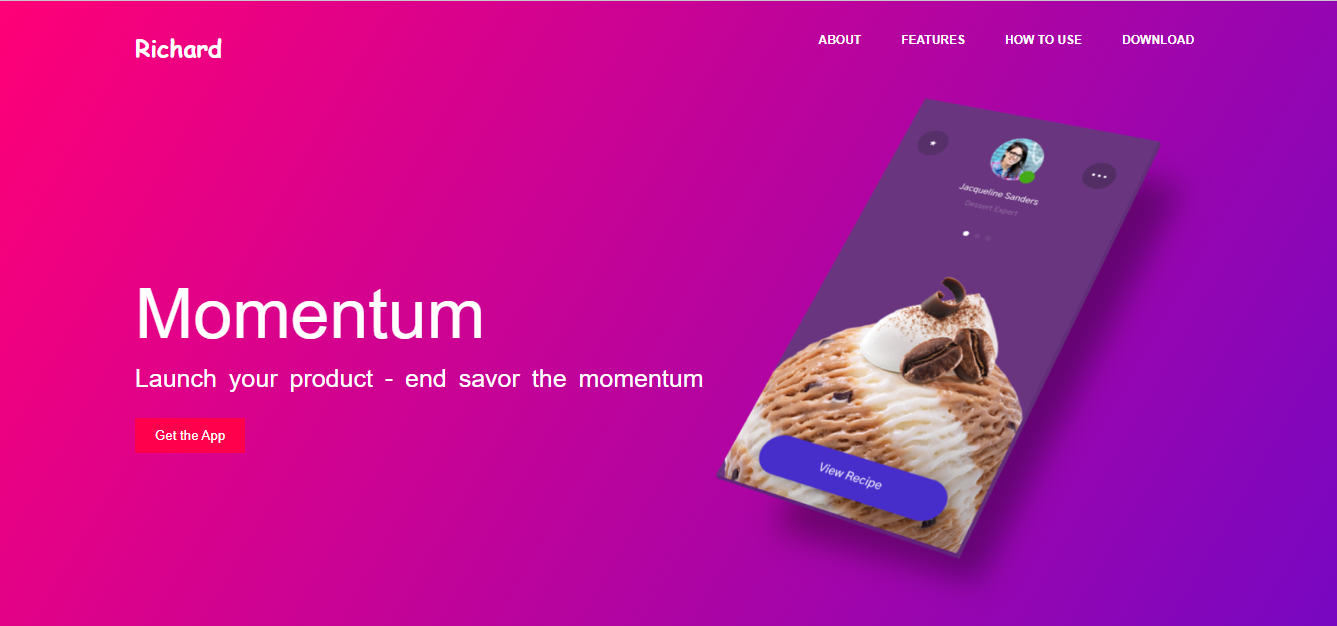 Richard
ABOUT FEATURES HOW TO USE DOWNLOAD
Jacqueline Sanders
Dessert Expert
Momentum
Launch your product - end savor the momentum
Get the App
View Recipe